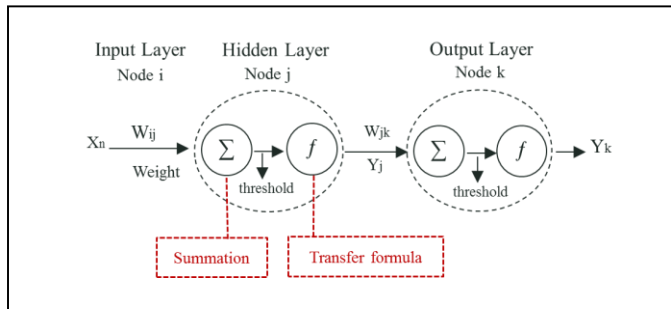 Input Layer
Node i
Hidden Layer
Node j
Output Layer
Node k
Xn
Wij
Weight
Σ
f
threshold
Wjk
Yj
Σ
f
threshold
Yk
Summation
Transfer formula